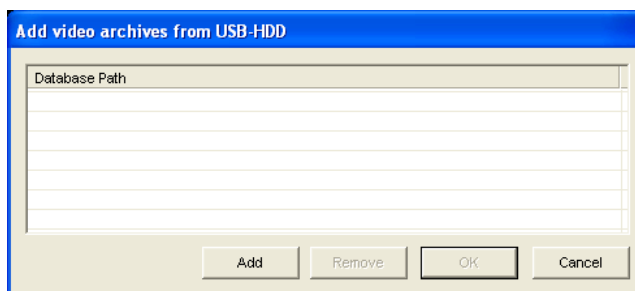 Add video archives from USB-HDD
Database Path
Add Remove OK Cancel